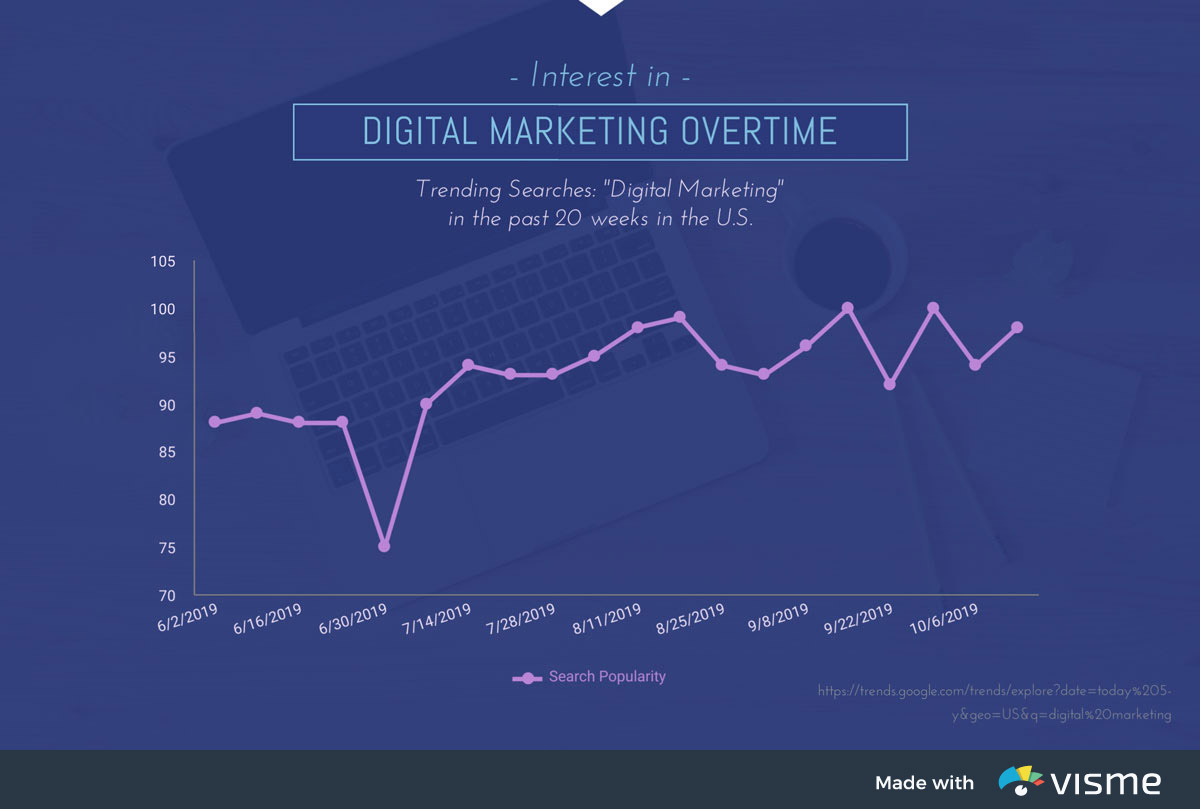 - Interest in -
DIGITAL MARKETING OVERTIME
Trending Searches: "Digital Marketing"
in the past 20 weeks in the U.S.
105
100
95
90
85
80
75
70
6/2/2019
6/16/2019
6/30/2019
7/14/2019
7/28/2019
8/11/2019
8/25/2019
9/8/2019
9/22/2019
10/6/2019
Search Popularity
https://trends.google.com/trends/explore?date=today%205-
y&geo=US&q=digital%20marketing
Made with visme